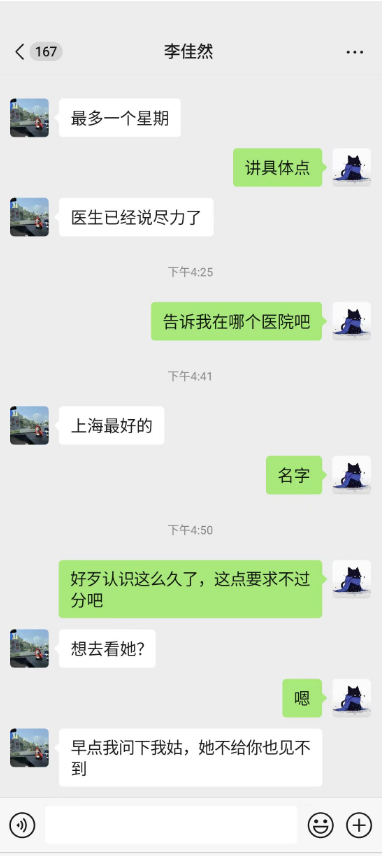 167
李佳然
最多一个星期
讲具体点
医生已经说尽力了
下午4:25
告诉我在哪个医院吧
下午4:41
上海最好的
名字
下午4:50
好歹认识这么久了，这点要求不过
分吧
想去看她？
嗯
早点我问下我姑，她不给你也见不
到